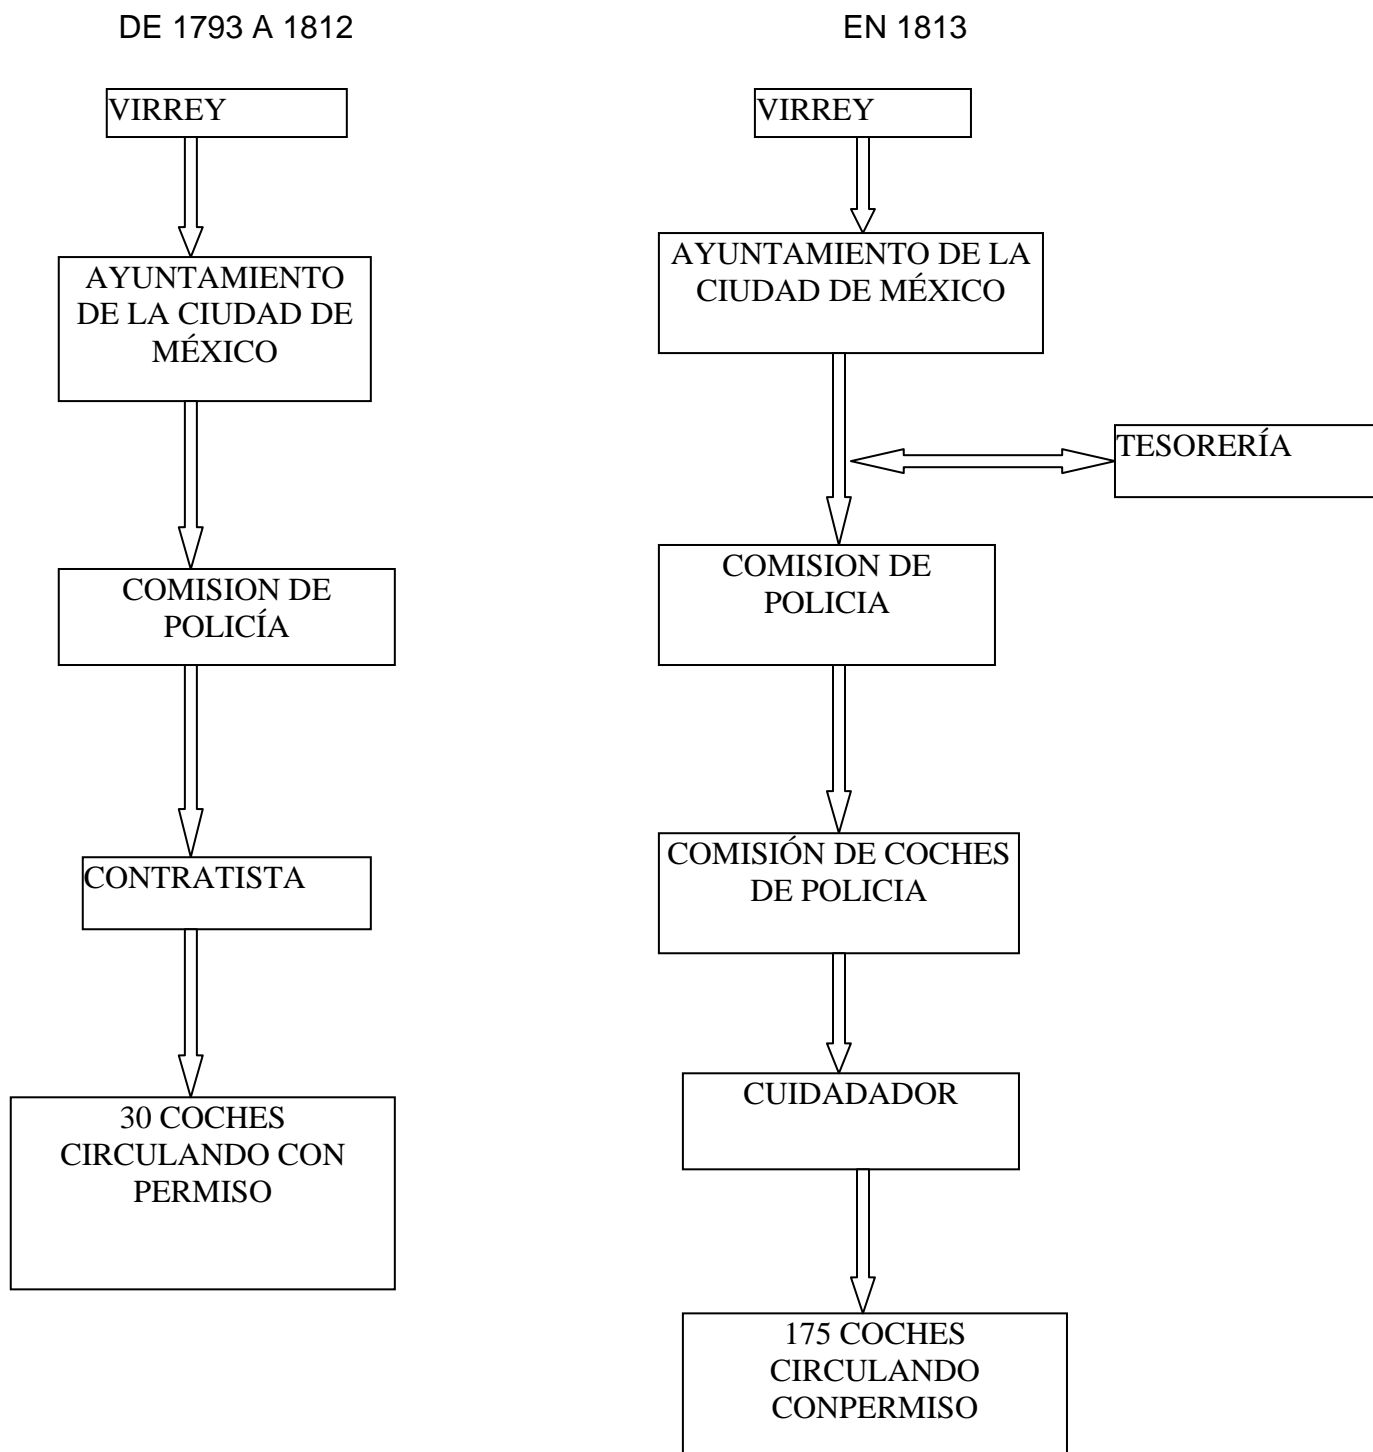 DE 1793 A 1812
VIRREY
AYUNTAMIENTO
DE LA CIUDAD DE
MÉXICO
COMISION DE
POLICÍA
CONTRATISTA
30 COCHES
CIRCULANDO CON
PERMISO
EN 1813
VIRREY
AYUNTAMIENTO DE LA
CIUDAD DE MÉXICO
TESORERÍA
COMISION DE
POLICIA
COMISIÓN DE COCHES
DE POLICIA
CUIDADADOR
175 COCHES
CIRCULANDO
CONPERMISO